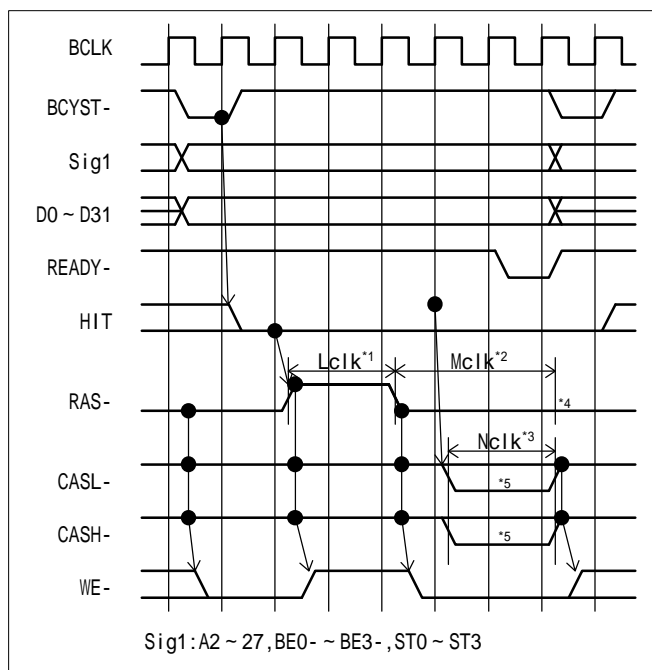 BCLK
BCYST-
Sig1
D0～D31
READY-
HIT
Lclk*1 Mclk*2
RAS- *4
Nclk*3
CASL- *5
CASH- *5
WE-
Sig1:A2～27,BE0-～BE3-,ST0～ST3